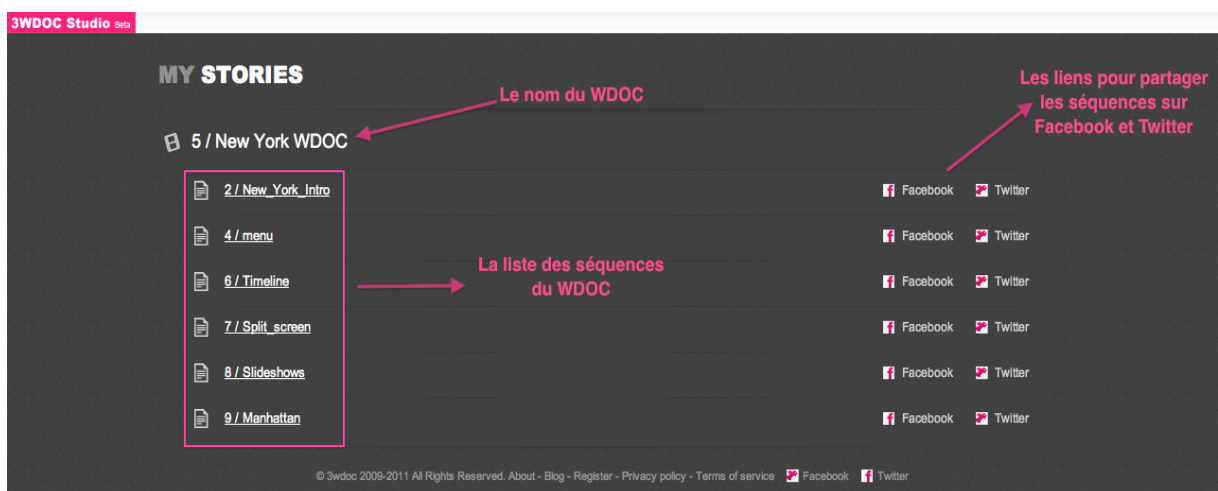 3WDOC Studio Beta
MY STORIES
Le nom du WDOC
Les liens pour partager
les séquences sur
Facebook et Twitter
5 / New York WDOC
2 / New_York_Intro
Facebook Twitter
4 / menu
Facebook Twitter
La liste des séquences
du WDOC
6 / Timeline
Facebook Twitter
7 / Split_screen
Facebook Twitter
8 / Slideshows
Facebook Twitter
9 / Manhattan
Facebook Twitter
© 3wdoc 2009-2011 All Rights Reserved. About - Blog - Register - Privacy policy - Terms of service Facebook Twitter